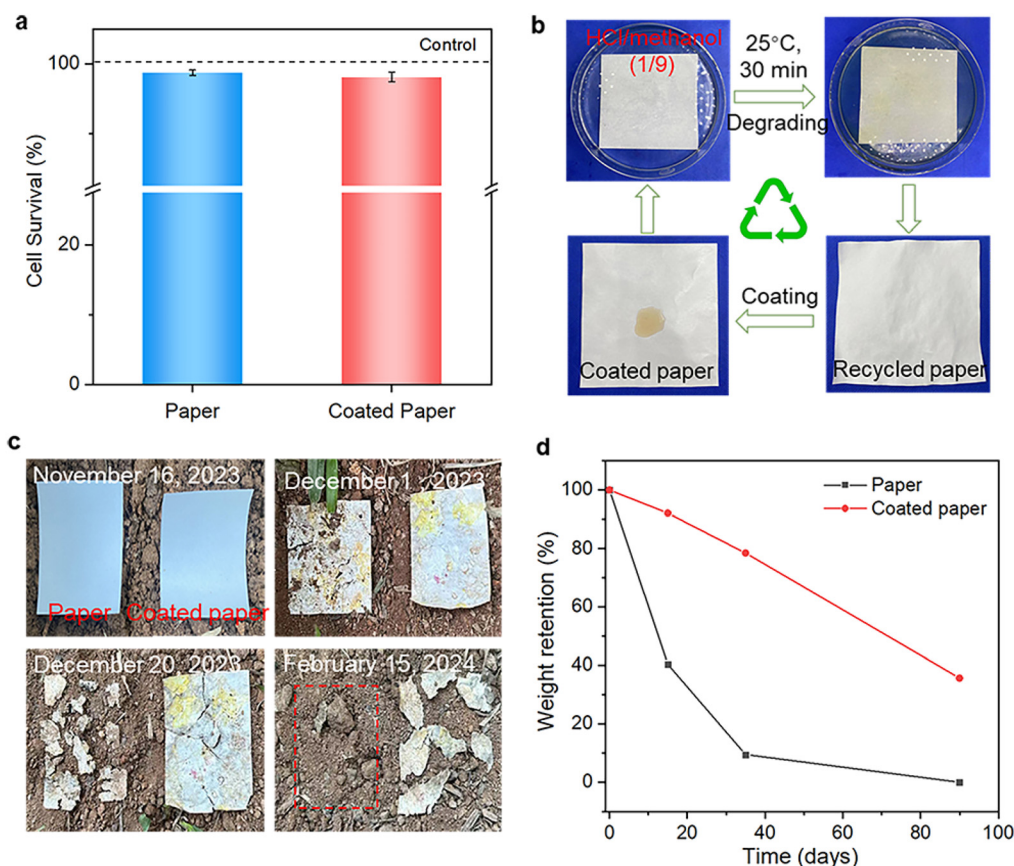 a
Control
100
20
0
Cell Survival (%)
Paper
Coated Paper
b
HCl/methanol
(1/9)
25°C,
30 min
Degrading
Coating
Coated paper
Recycled paper
c
November 16, 2023
Paper
Coated paper
December 1, 2023
December 20, 2023
February 15, 2024
d
Paper
Coated paper
100
80
60
40
20
0
Weight retention (%)
0
20
40
60
80
100
Time (days)